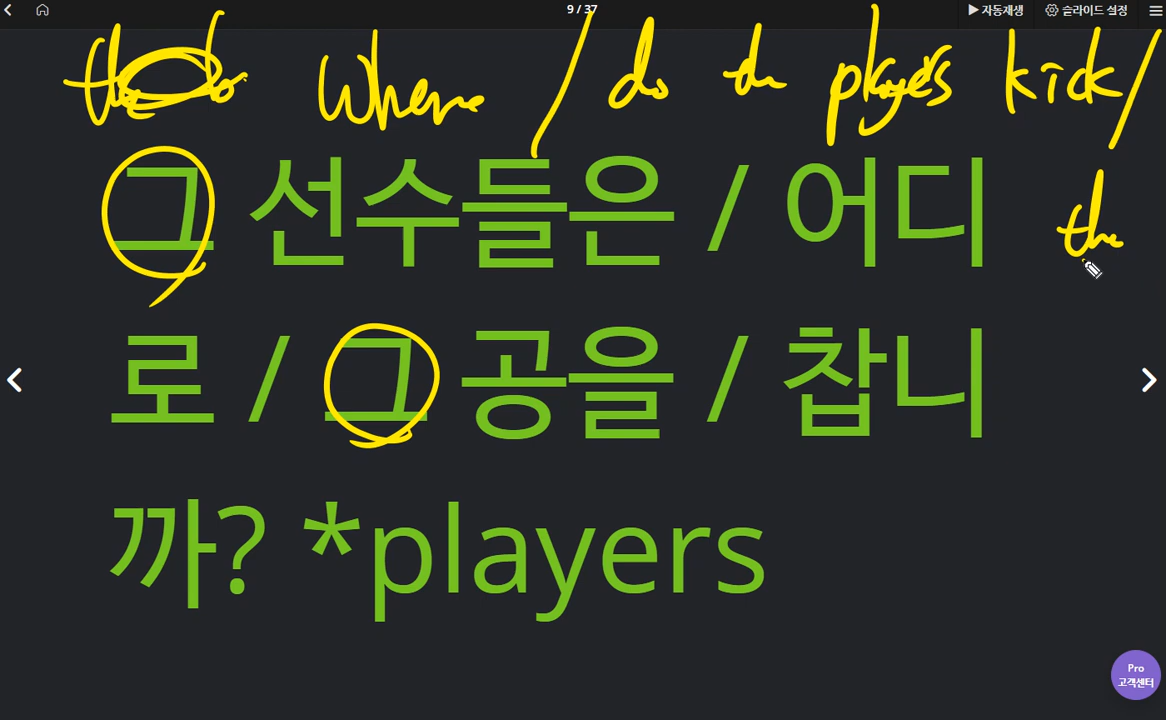 9 / 37
자동재생
슬라이드 설정
the where / do the players kick /
the
그 선수들은 / 어디
로 / 그 공을 / 찹니
까? *players
Pro
고객센터